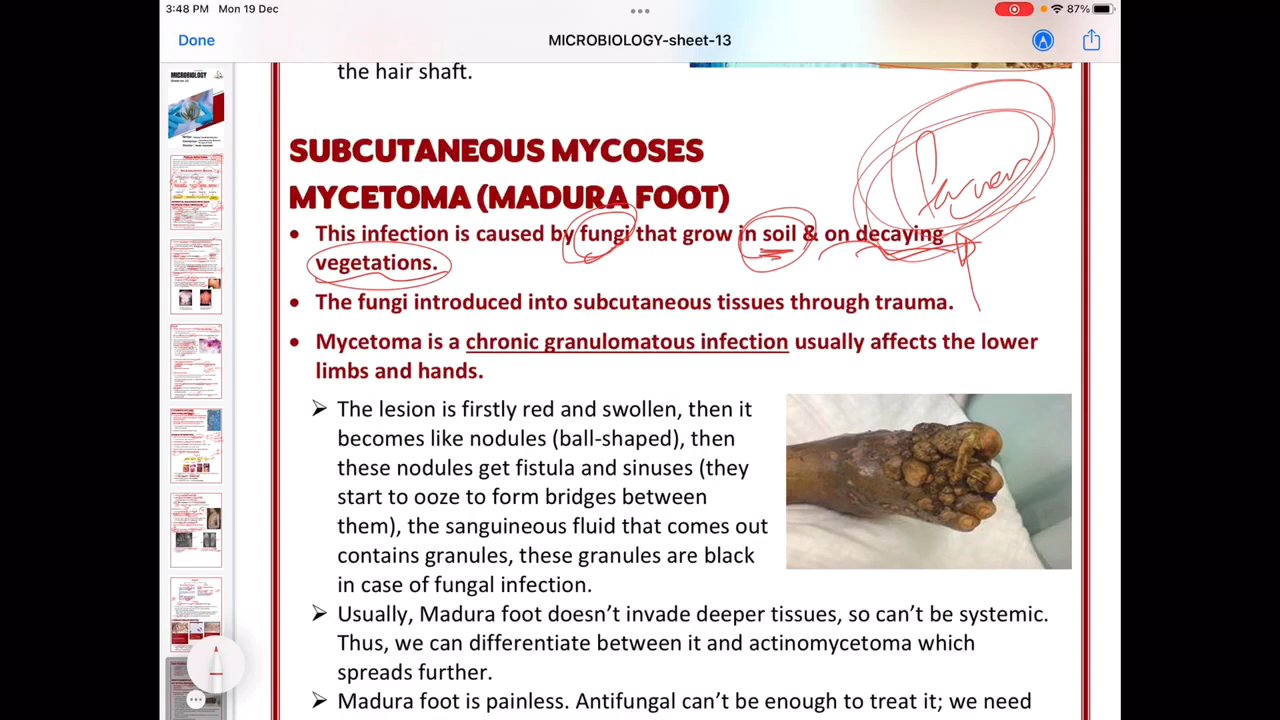 3:48 PM Mon 19 Dec
87%
Done
MICROBIOLOGY-sheet-13
MICROBIOLOGY
the hair shaft.
SUBCUTANEOUS MYCOSES
MYCETOMA (MADURA FOOT)
• This infection is caused by fungi that grow in soil & on decaying
vegatations.
• The fungi introduced into subcutaneous tissues through trauma.
• Mycetoma is a chronic granulomatous infection usually affects the lower
limbs and hands.
➢ The lesion is firstly red and swollen, then it
becomes like nodules (ball-shaped), then
these nodules get fistula and sinuses (they
start to ooze to form bridges between
them), the sanguineous fluid that comes out
contains granules, these granules are black
in case of fungal infection.
➢ Usually, Madura foot doesn't invade deeper tissues, so can't be systemic.
Thus, we can differentiate between it and actinomycetoma which
spreads further.
➢ Madura foot is painless. Antifungal can't be enough to treat it; we need